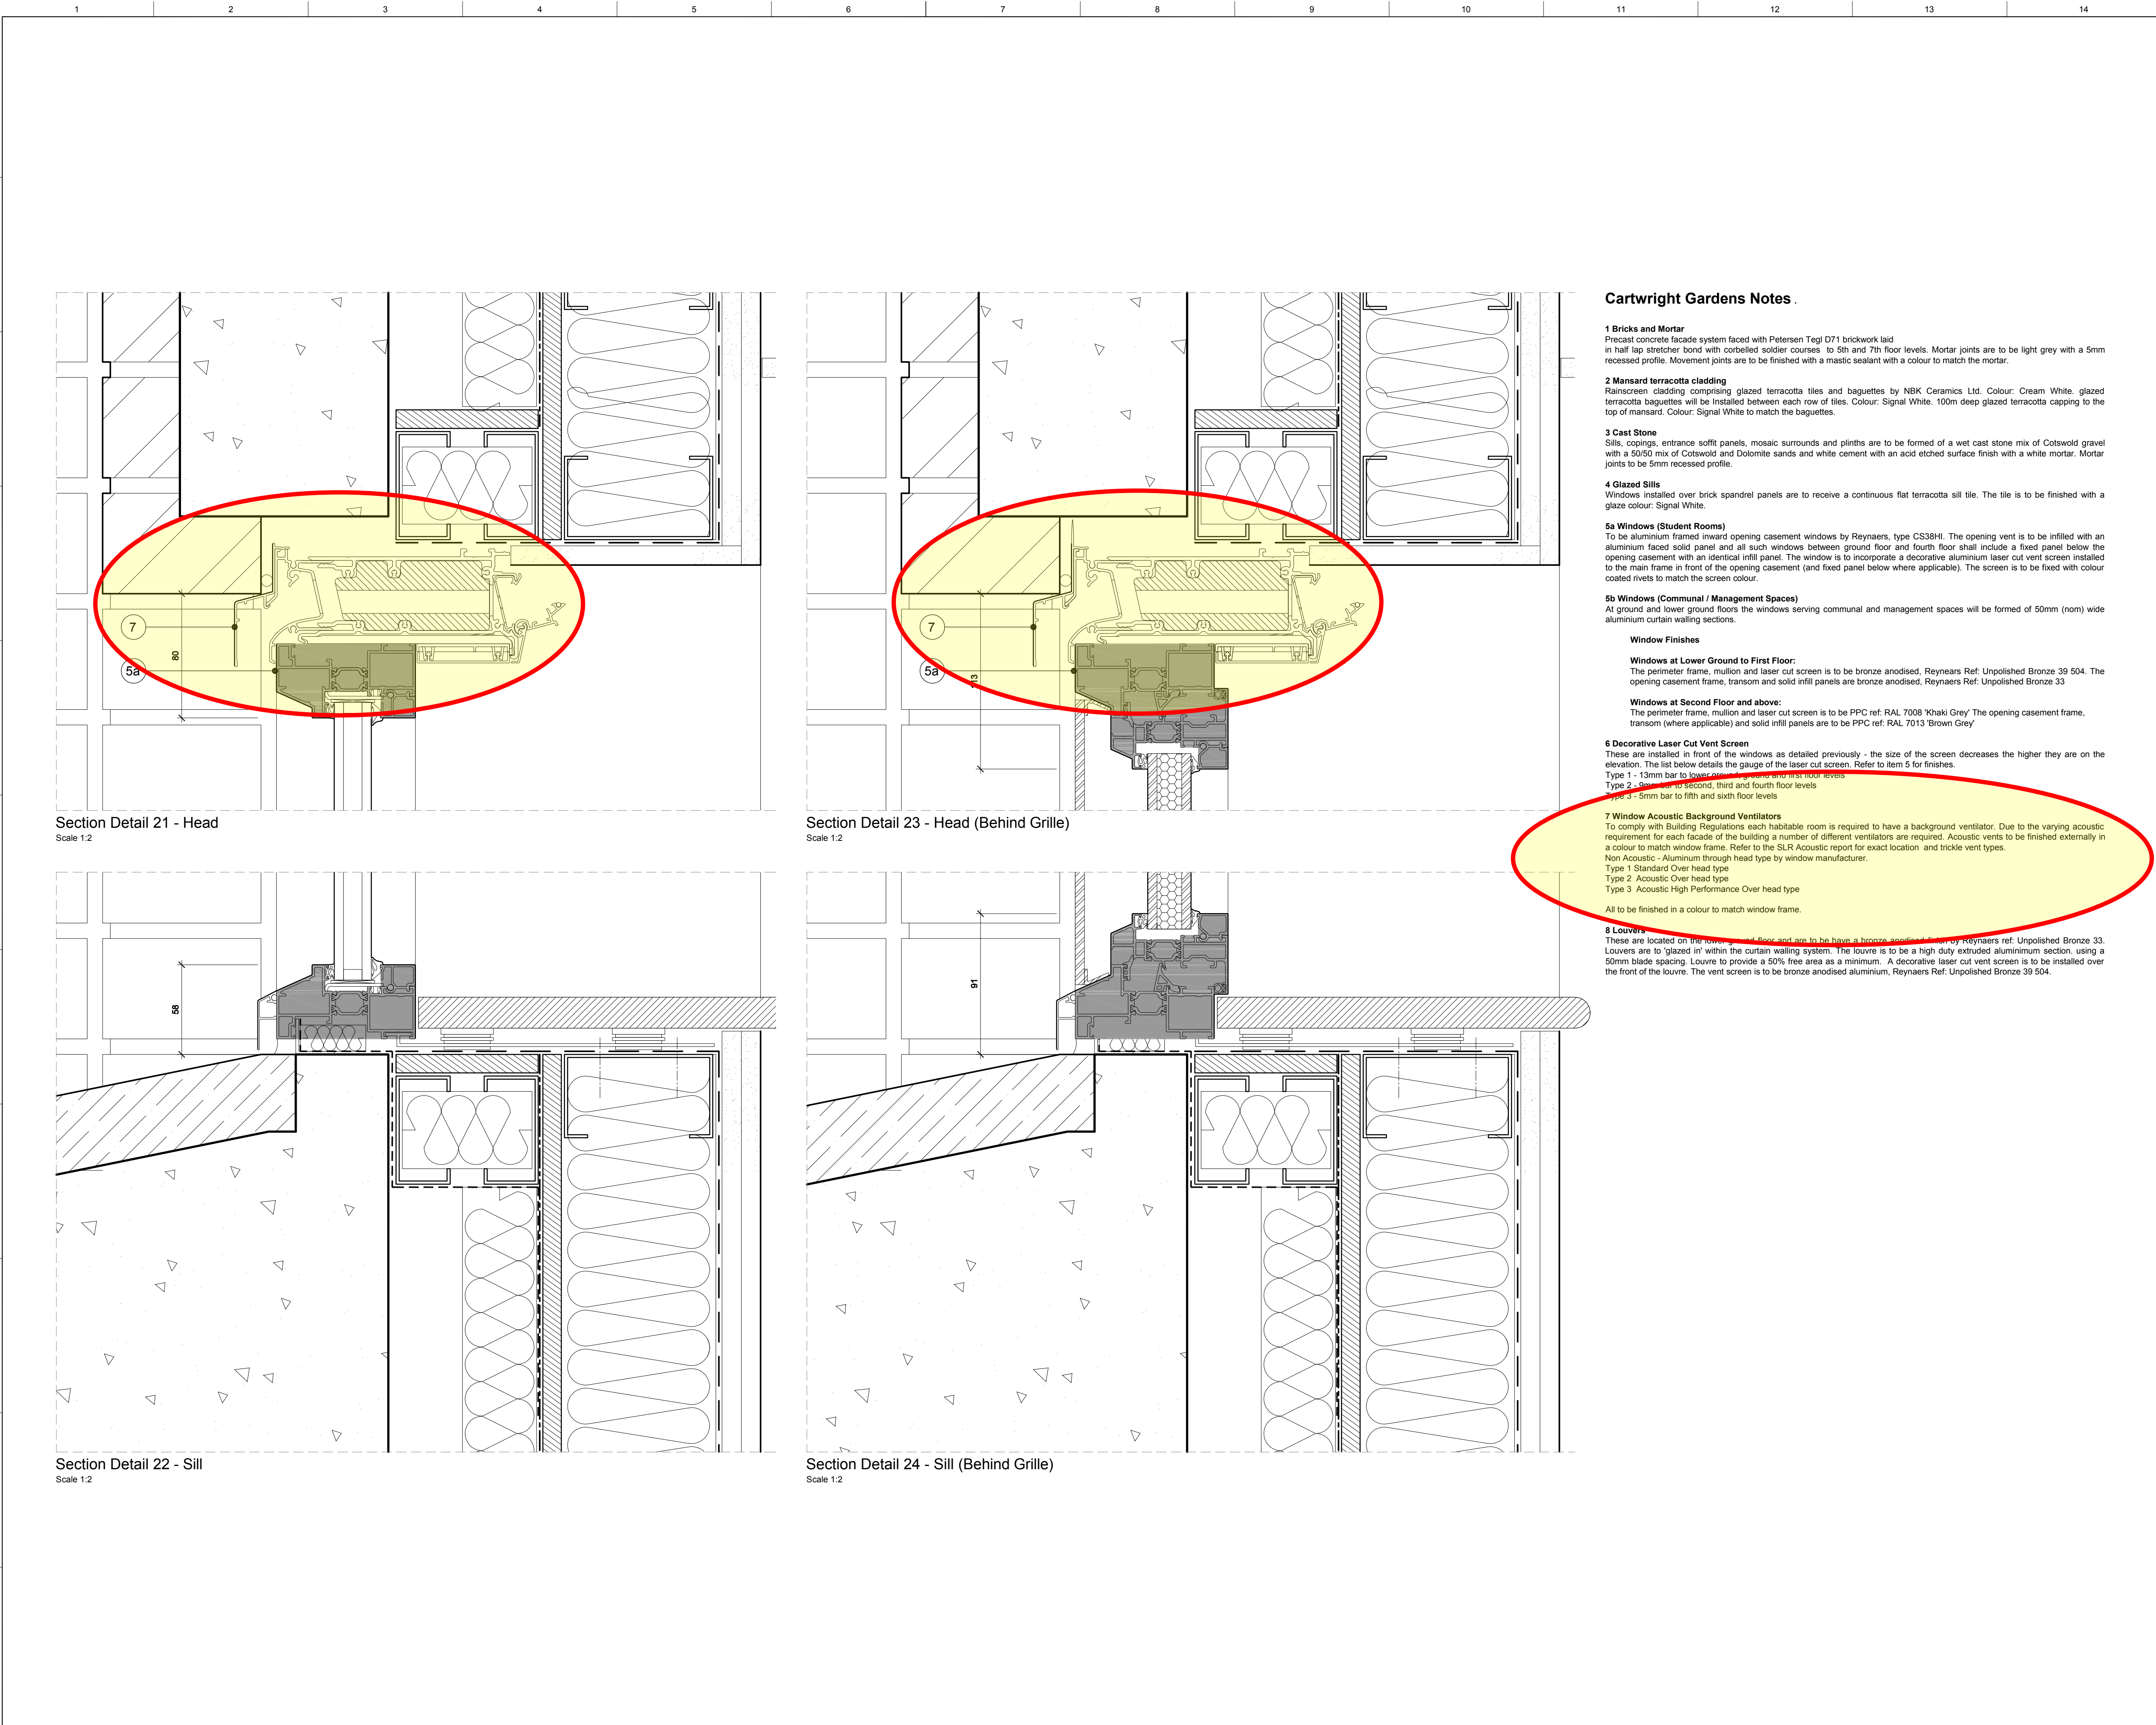 1 2 3 4 5 6 7 8 9 10 11 12 13 14
7
80
5a
Section Detail 21 - Head
Scale 1:2
7
113
5a
Section Detail 23 - Head (Behind Grille)
Scale 1:2
58
Section Detail 22 - Sill
Scale 1:2
91
Section Detail 24 - Sill (Behind Grille)
Scale 1:2
Cartwright Gardens Notes .
1 Bricks and Mortar
Precast concrete facade system faced with Petersen Tegl D71 brickwork laid
in half lap stretcher bond with corbelled soldier courses to 5th and 7th floor levels. Mortar joints are to be light grey with a 5mm
recessed profile. Movement joints are to be finished with a mastic sealant with a colour to match the mortar.
2 Mansard terracotta cladding
Rainscreen cladding comprising glazed terracotta tiles and baguettes by NBK Ceramics Ltd. Colour: Cream White. glazed
terracotta baguettes will be Installed between each row of tiles. Colour: Signal White. 100m deep glazed terracotta capping to the
top of mansard. Colour: Signal White to match the baguettes.
3 Cast Stone
Sills, copings, entrance soffit panels, mosaic surrounds and plinths are to be formed of a wet cast stone mix of Cotswold gravel
with a 50/50 mix of Cotswold and Dolomite sands and white cement with an acid etched surface finish with a white mortar. Mortar
joints to be 5mm recessed profile.
4 Glazed Sills
Windows installed over brick spandrel panels are to receive a continuous flat terracotta sill tile. The tile is to be finished with a
glaze colour: Signal White.
5a Windows (Student Rooms)
To be aluminium framed inward opening casement windows by Reynaers, type CS38HI. The opening vent is to be infilled with an
aluminium faced solid panel and all such windows between ground floor and fourth floor shall include a fixed panel below the
opening casement with an identical infill panel. The window is to incorporate a decorative aluminium laser cut vent screen installed
to the main frame in front of the opening casement (and fixed panel below where applicable). The screen is to be fixed with colour
coated rivets to match the screen colour.
5b Windows (Communal / Management Spaces)
At ground and lower ground floors the windows serving communal and management spaces will be formed of 50mm (nom) wide
aluminium curtain walling sections.
Window Finishes
Windows at Lower Ground to First Floor:
The perimeter frame, mullion and laser cut screen is to be bronze anodised, Reynears Ref: Unpolished Bronze 39 504. The
opening casement frame, transom and solid infill panels are bronze anodised, Reynaers Ref: Unpolished Bronze 33
Windows at Second Floor and above:
The perimeter frame, mullion and laser cut screen is to be PPC ref: RAL 7008 'Khaki Grey' The opening casement frame,
transom (where applicable) and solid infill panels are to be PPC ref: RAL 7013 'Brown Grey'
6 Decorative Laser Cut Vent Screen
These are installed in front of the windows as detailed previously - the size of the screen decreases the higher they are on the
elevation. The list below details the gauge of the laser cut screen. Refer to item 5 for finishes.
Type 1 - 13mm bar to lower ground, ground and first floor levels
Type 2 - 9mm bar to second, third and fourth floor levels
Type 3 - 5mm bar to fifth and sixth floor levels
7 Window Acoustic Background Ventilators
To comply with Building Regulations each habitable room is required to have a background ventilator. Due to the varying acoustic
requirement for each facade of the building a number of different ventilators are required. Acoustic vents to be finished externally in
a colour to match window frame. Refer to the SLR Acoustic report for exact location and trickle vent types.
Non Acoustic - Aluminum through head type by window manufacturer.
Type 1 Standard Over head type
Type 2 Acoustic Over head type
Type 3 Acoustic High Performance Over head type
All to be finished in a colour to match window frame.
8 Louvers
These are located on the lower ground floor and are to be have a bronze anodised finish by Reynaers ref: Unpolished Bronze 33.
Louvers are to 'glazed in' within the curtain walling system. The louvre is to be a high duty extruded aluminimum section. using a
50mm blade spacing. Louvre to provide a 50% free area as a minimum. A decorative laser cut vent screen is to be installed over
the front of the louvre. The vent screen is to be bronze anodised aluminium, Reynaers Ref: Unpolished Bronze 39 504.